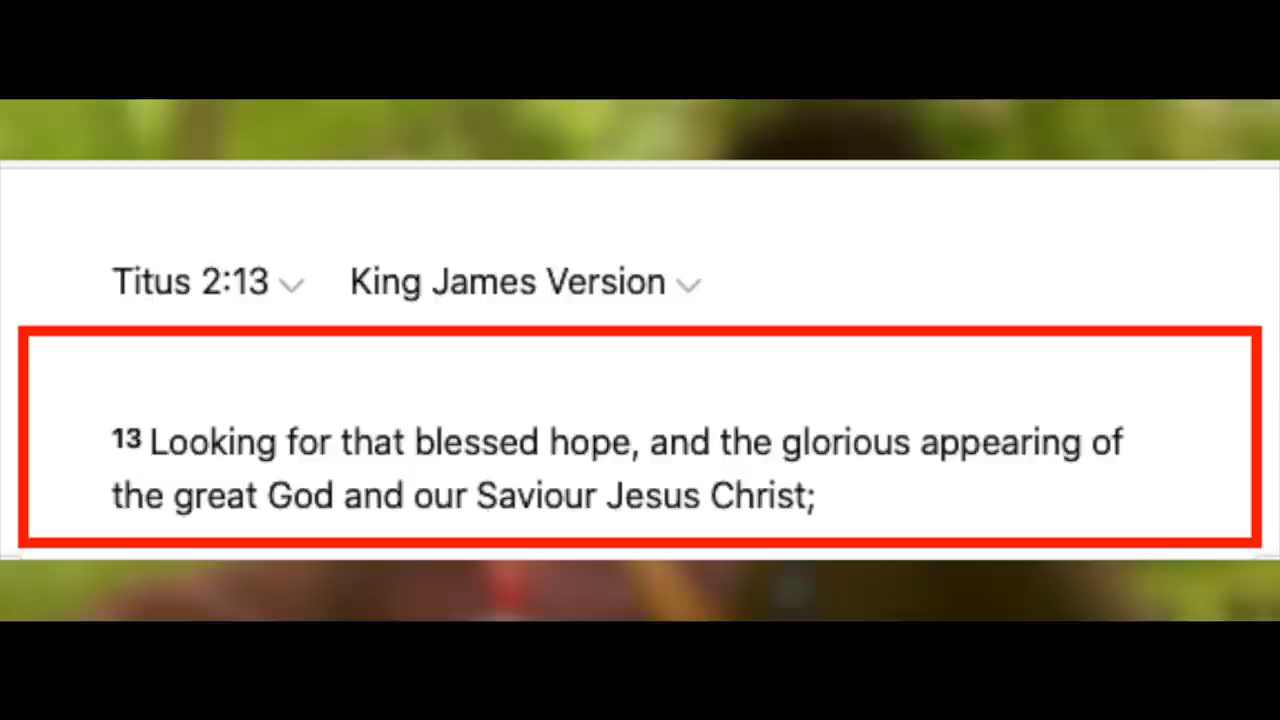 Titus 2:13 King James Version
13 Looking for that blessed hope, and the glorious appearing of
the great God and our Saviour Jesus Christ;